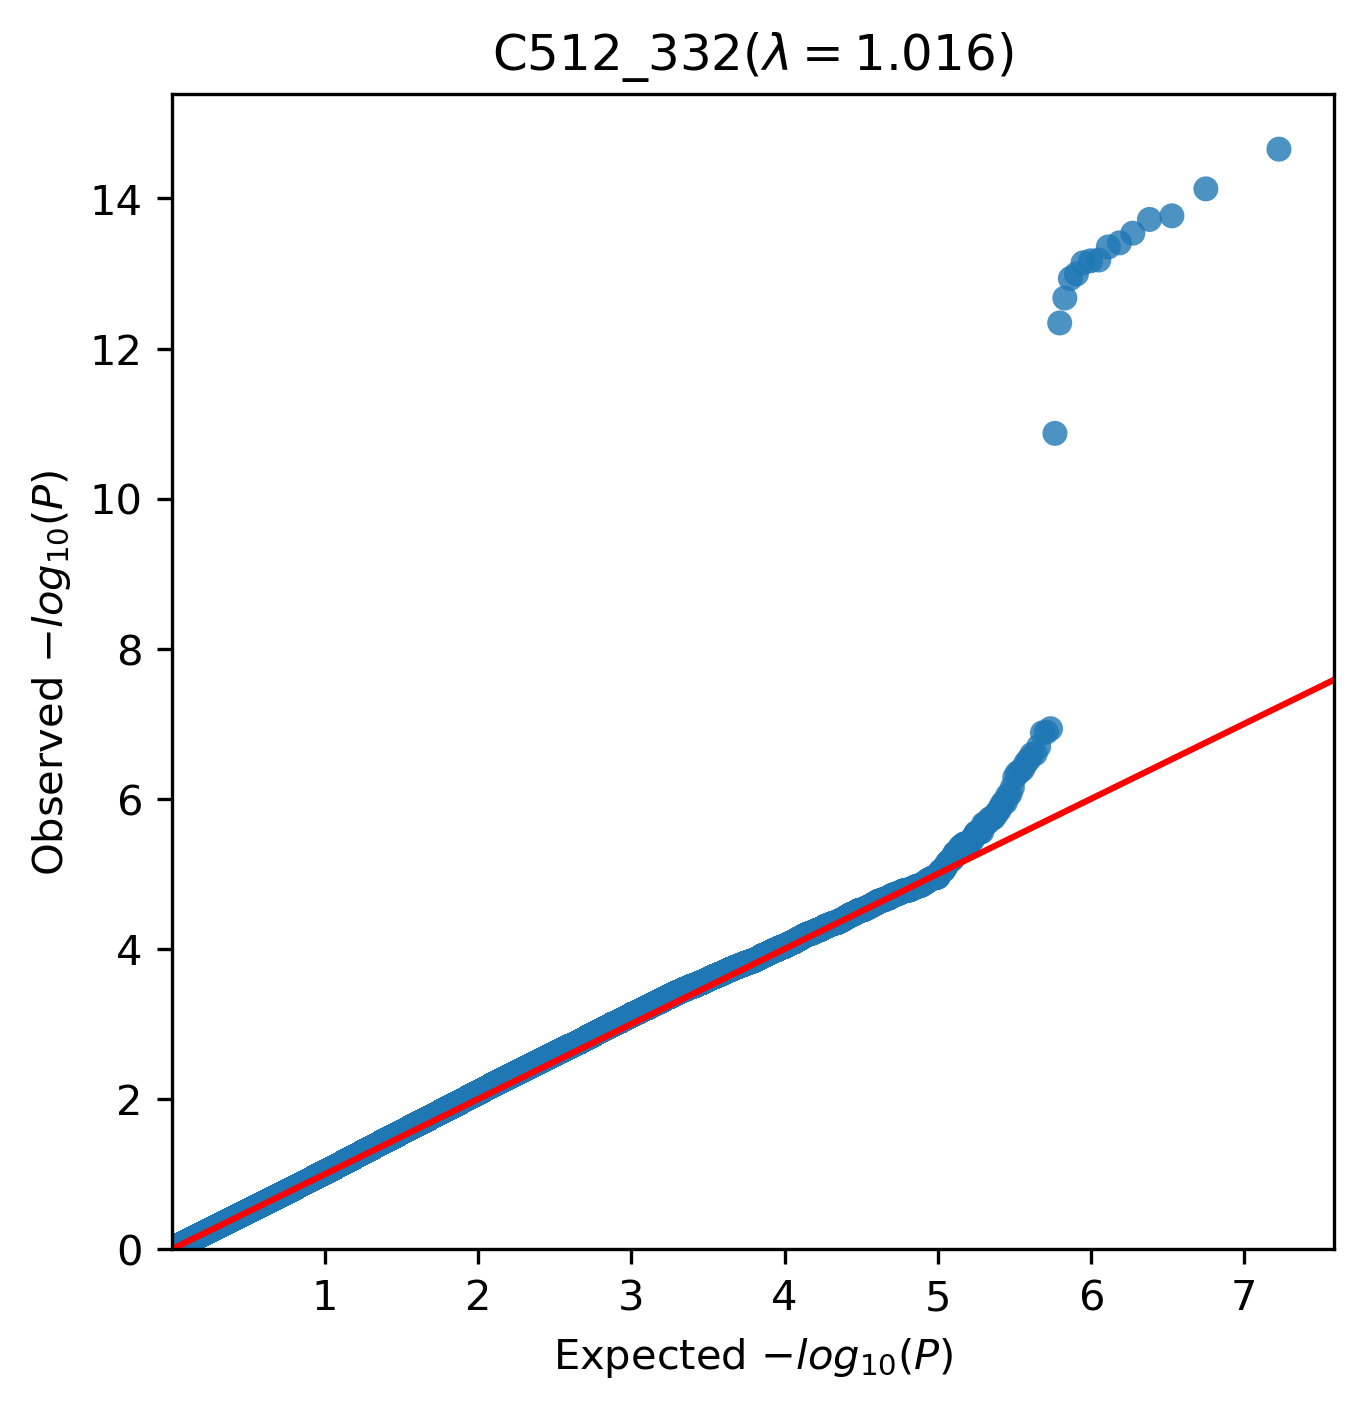 C512_332(λ = 1.016)
Observed −log₁₀(P)
14
12
10
8
6
4
2
0
1 2 3 4 5 6 7
Expected −log₁₀(P)